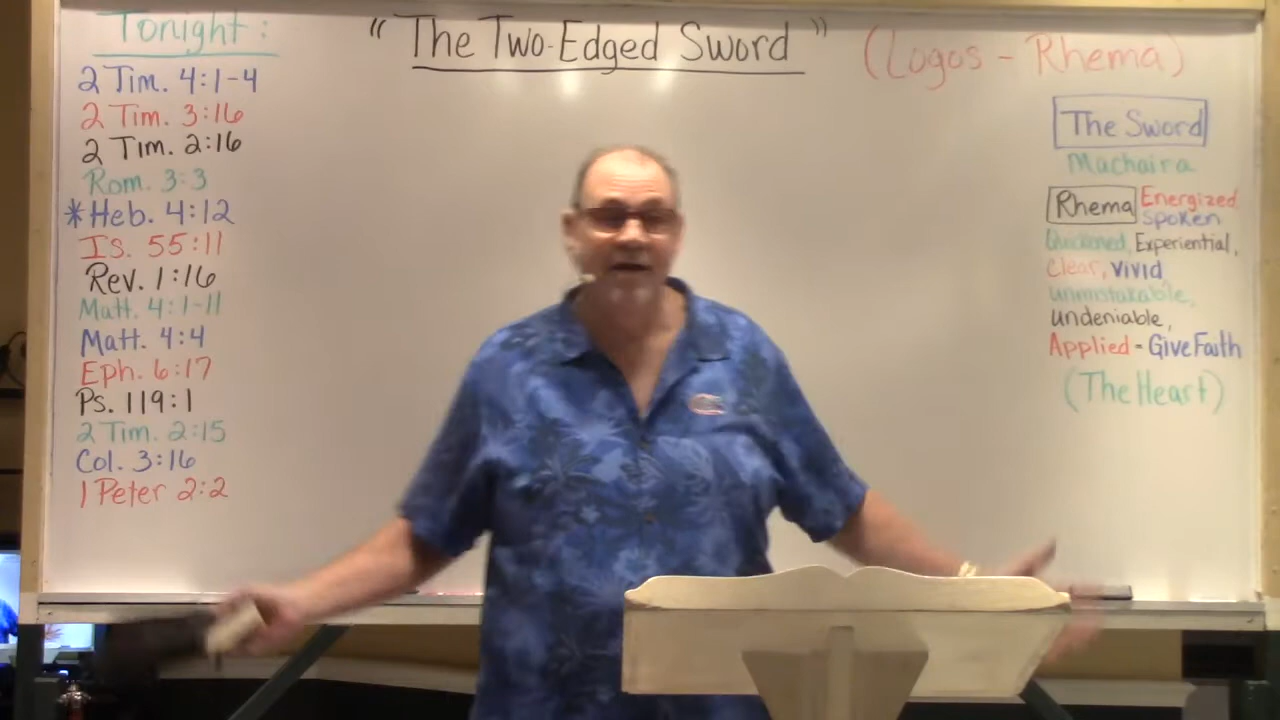 Tonight:
2 Tim. 4:1-4
2 Tim. 3:16
2 Tim. 2:16
Rom. 3:3
*Heb. 4:12
Is. 55:11
Rev. 1:16
Matt. 4:1-11
Matt. 4:4
Eph. 6:17
Ps. 119:1
2 Tim. 2:15
Col. 3:16
1 Peter 2:2
"The Two-Edged Sword"
(Logos - Rhema)
The Sword
Machaira
Rhema Energized,
spoken
Quickened, Experiential,
Clear, Vivid,
unmistakable,
undeniable,
Applied - Give Faith
(The Heart)